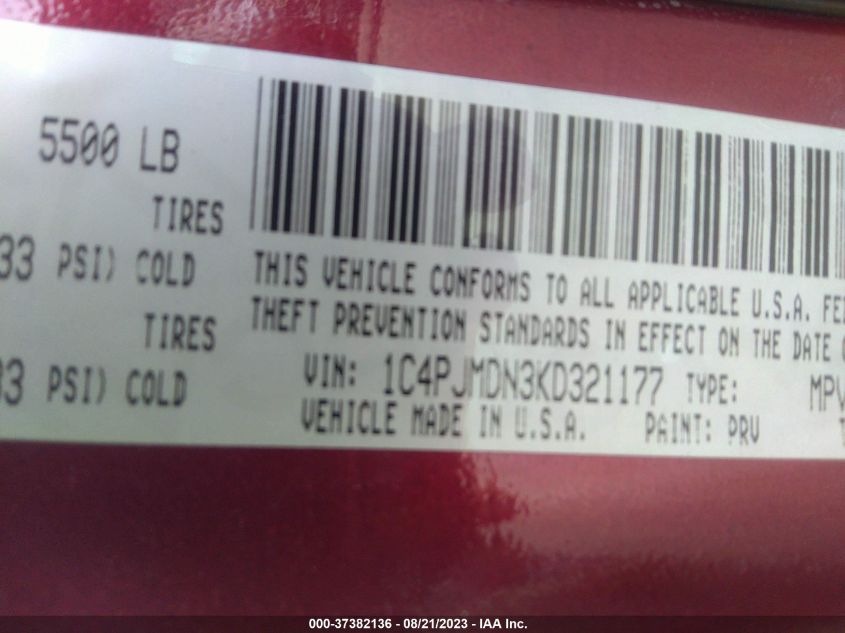 5500 LB
TIRES
33 PSI) COLD
TIRES
33 PSI) COLD
THIS VEHICLE CONFORMS TO ALL APPLICABLE U.S.A. FE
THEFT PREVENTION STANDARDS IN EFFECT ON THE DATE
VIN: 1C4PJMDN3KD321177 TYPE: MPV
VEHICLE MADE IN U.S.A. PAINT: PRV
000-37382136 - 08/21/2023 - IAA Inc.